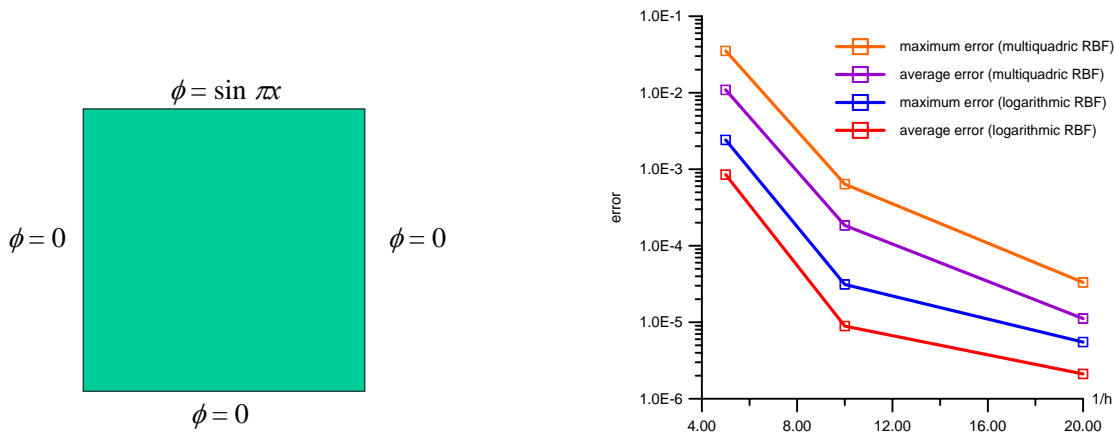 ϕ = sin πx
ϕ = 0
ϕ = 0
ϕ = 0
1.0E-1
1.0E-2
1.0E-3
1.0E-4
1.0E-5
1.0E-6
error
maximum error (multiquadric RBF)
average error (multiquadric RBF)
maximum error (logarithmic RBF)
average error (logarithmic RBF)
1/h
4.00 8.00 12.00 16.00 20.00